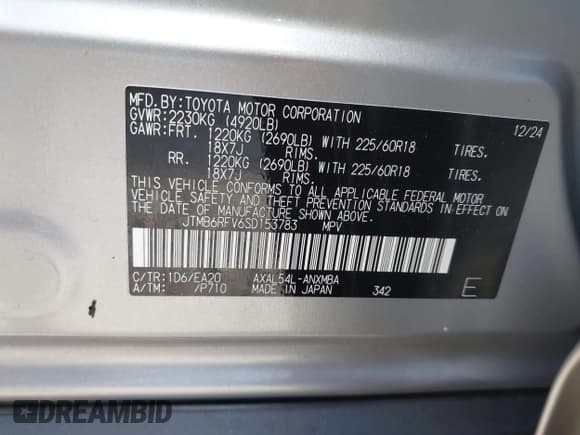 MFD.BY:TOYOTA MOTOR CORPORATION 12/24
GVWR:2230KG (4920LB)
GAWR:FRT. 1220KG (2690LB) WITH 225/60R18 TIRES.
18X7J RIMS.
RR. 1220KG (2690LB) WITH 225/60R18 TIRES.
18X7J RIMS.
THIS VEHICLE CONFORMS TO ALL APPLICABLE FEDERAL MOTOR
VEHICLE SAFETY AND THEFT PREVENTION STANDARDS IN EFFECT ON
THE DATE OF MANUFACTURE SHOWN ABOVE.
JTMB6RFV6SD153783 MPV
C/TR:1D6/EA20 AXAL54L-ANXMBA
A/TM: /P710 MADE IN JAPAN 342 E
DREAMBID